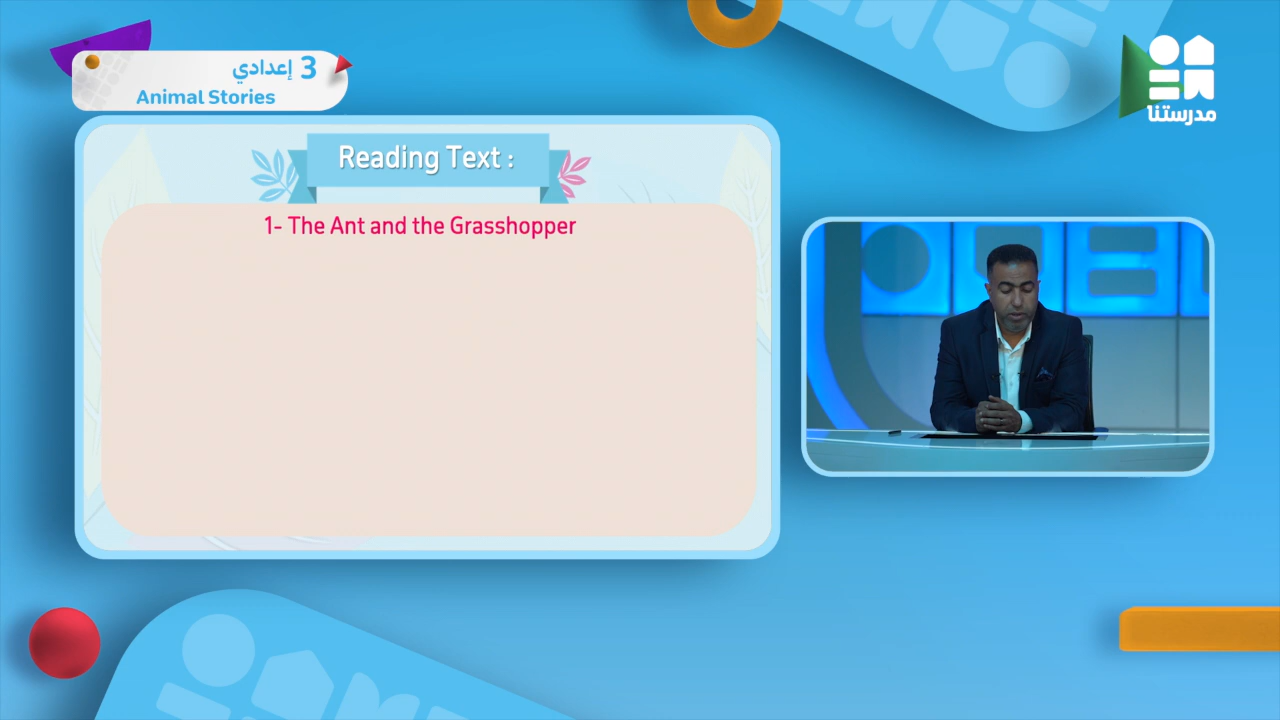 3 إعدادي
Animal Stories
مدرستنا
Reading Text :
1- The Ant and the Grasshopper